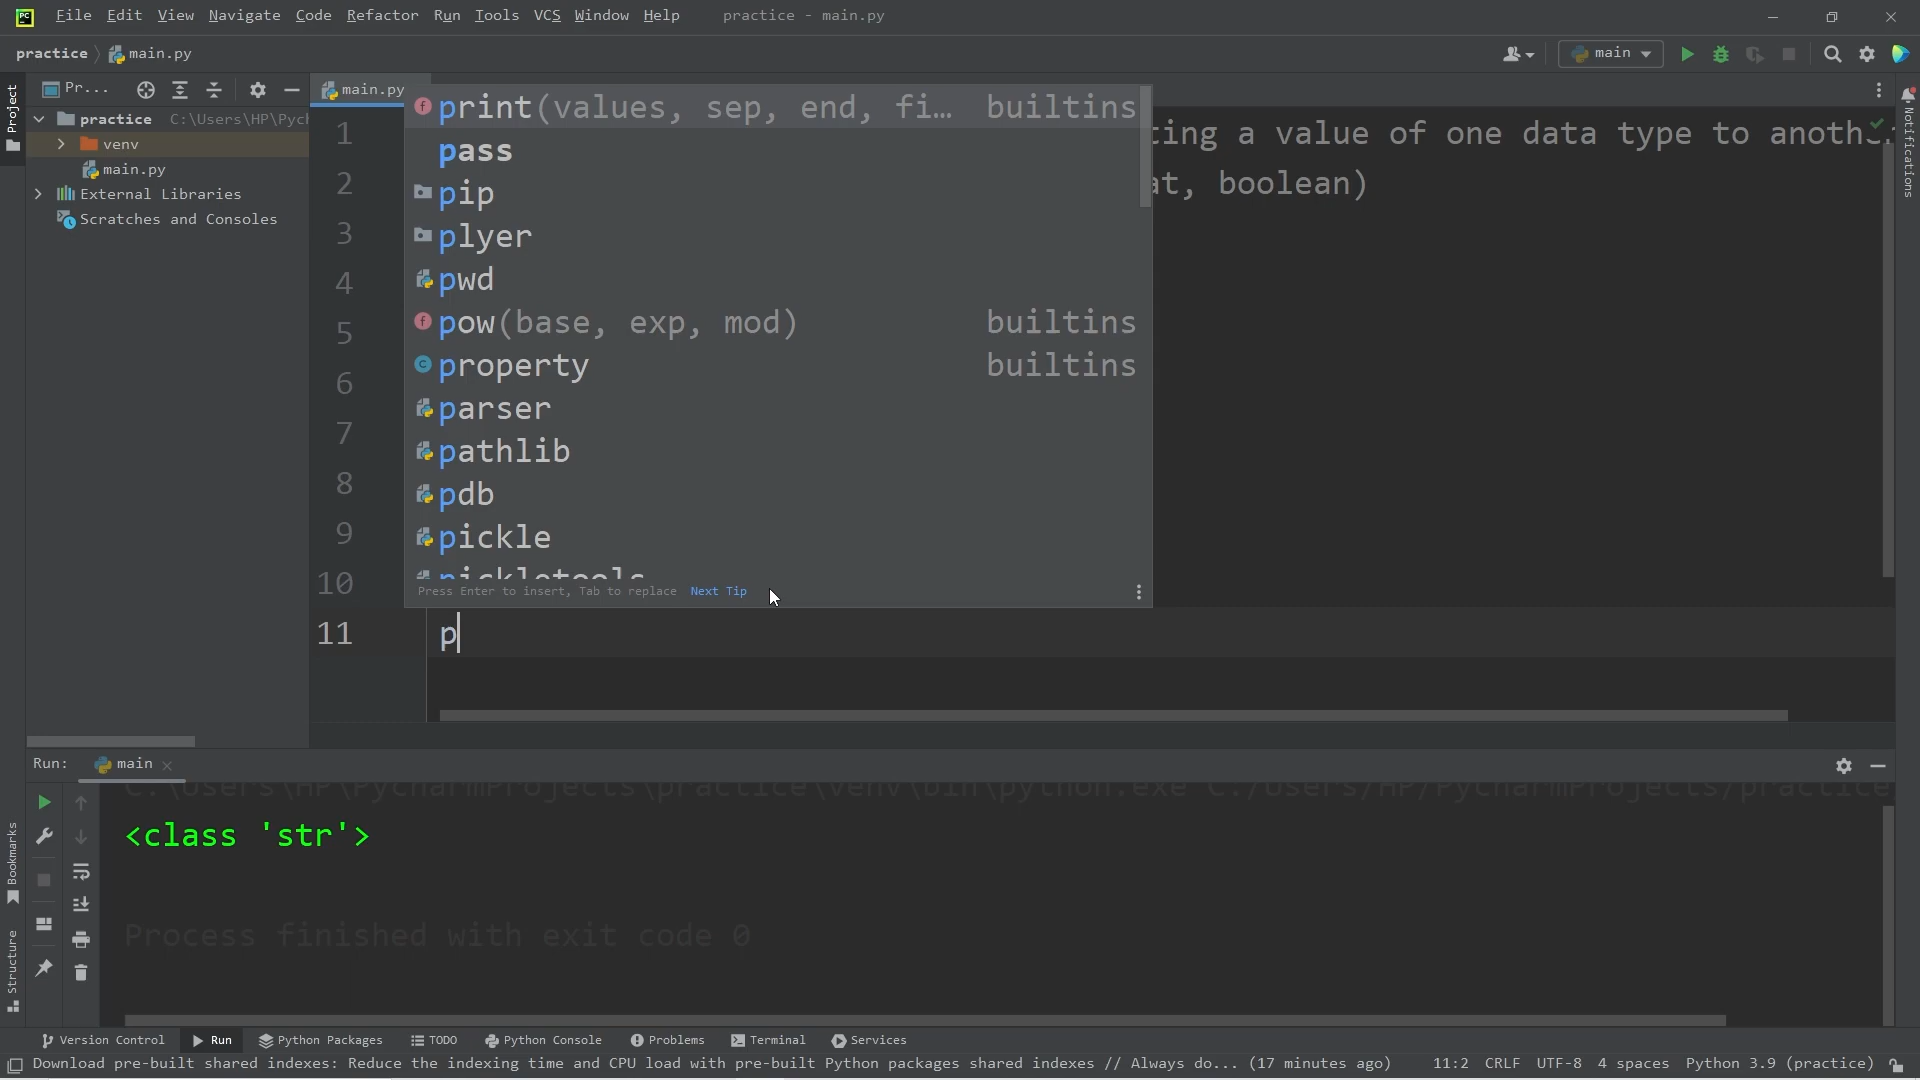 File Edit View Navigate Code Refactor Run Tools VCS Window Help practice - main.py
practice main.py main
Project Pr... main.py
Notifications
practice C:\Users\HP\Pych
venv
main.py
External Libraries
Scratches and Consoles
1 ting a value of one data type to anoth
2 at, boolean)
3
4
5
6
7
8
9
10
11 p
print(values, sep, end, fi... builtins
pass
pip
plyer
pwd
pow(base, exp, mod) builtins
property builtins
parser
pathlib
pdb
pickle
pickletools
Press Enter to insert, Tab to replace Next Tip
Run: main
C:\Users\HP\PycharmProjects\practice\venv\bin\python.exe C:/Users/HP/PycharmProjects/practice
<class 'str'>
Process finished with exit code 0
Bookmarks
Structure
Version Control Run Python Packages TODO Python Console Problems Terminal Services
Download pre-built shared indexes: Reduce the indexing time and CPU load with pre-built Python packages shared indexes // Always do... (17 minutes ago) 11:2 CRLF UTF-8 4 spaces Python 3.9 (practice)